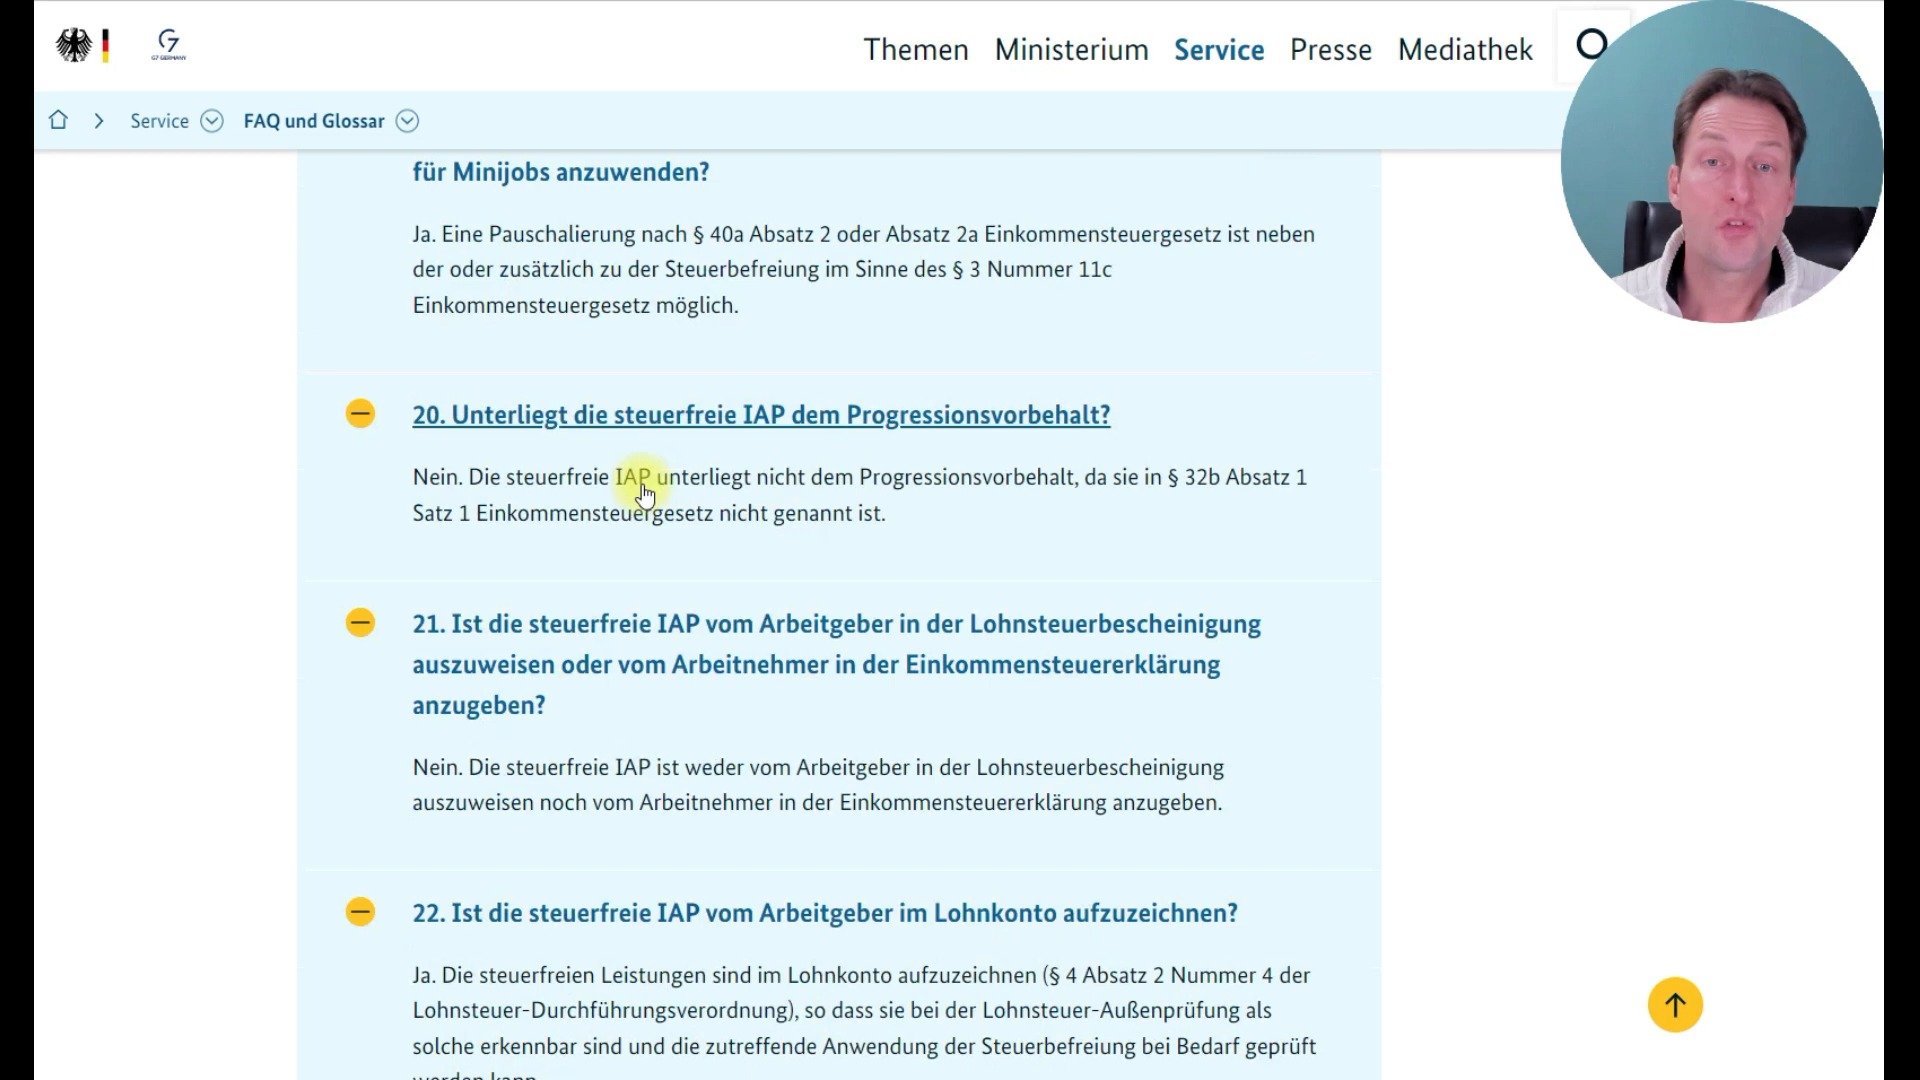 G7 GERMANY
Themen Ministerium Service Presse Mediathek
Service FAQ und Glossar
für Minijobs anzuwenden?
Ja. Eine Pauschalierung nach § 40a Absatz 2 oder Absatz 2a Einkommensteuergesetz ist neben
der oder zusätzlich zu der Steuerbefreiung im Sinne des § 3 Nummer 11c
Einkommensteuergesetz möglich.
20. Unterliegt die steuerfreie IAP dem Progressionsvorbehalt?
Nein. Die steuerfreie IAP unterliegt nicht dem Progressionsvorbehalt, da sie in § 32b Absatz 1
Satz 1 Einkommensteuergesetz nicht genannt ist.
21. Ist die steuerfreie IAP vom Arbeitgeber in der Lohnsteuerbescheinigung
auszuweisen oder vom Arbeitnehmer in der Einkommensteuererklärung
anzugeben?
Nein. Die steuerfreie IAP ist weder vom Arbeitgeber in der Lohnsteuerbescheinigung
auszuweisen noch vom Arbeitnehmer in der Einkommensteuererklärung anzugeben.
22. Ist die steuerfreie IAP vom Arbeitgeber im Lohnkonto aufzuzeichnen?
Ja. Die steuerfreien Leistungen sind im Lohnkonto aufzuzeichnen (§ 4 Absatz 2 Nummer 4 der
Lohnsteuer-Durchführungsverordnung), so dass sie bei der Lohnsteuer-Außenprüfung als
solche erkennbar sind und die zutreffende Anwendung der Steuerbefreiung bei Bedarf geprüft